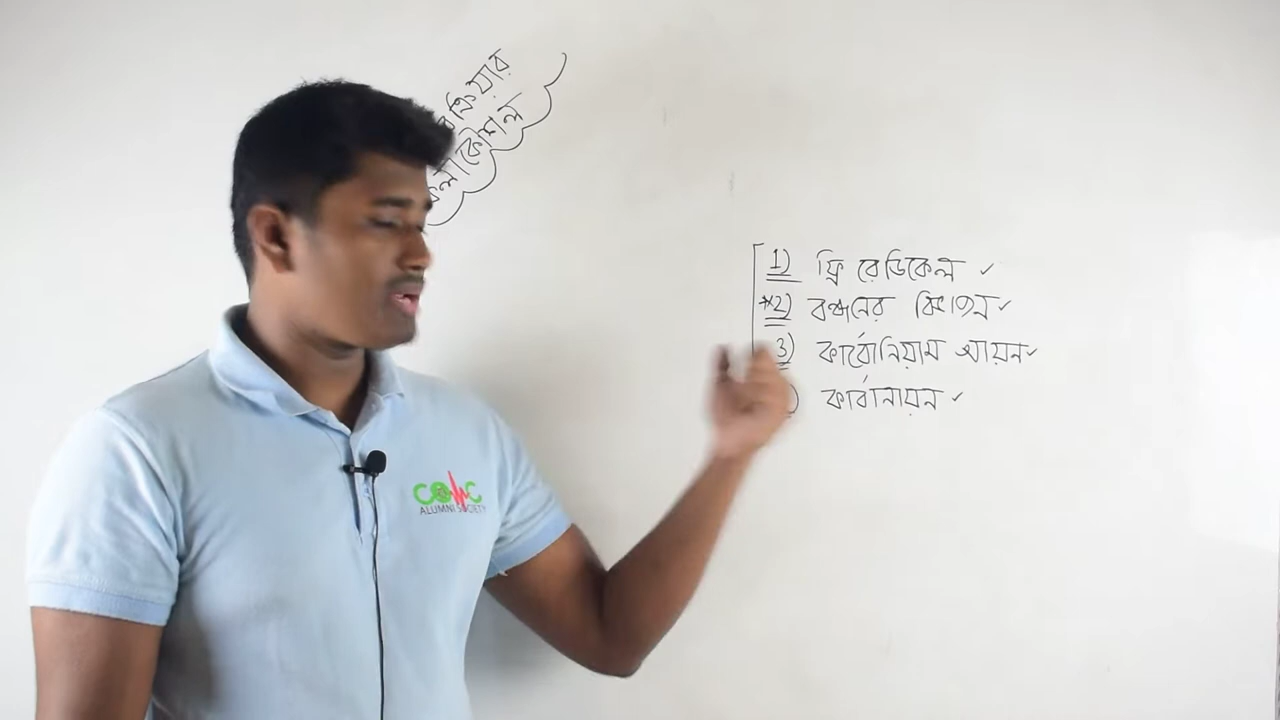 ক্রিয়ার
কলাকৌশল
1) ফ্রি রেডিকেল ✓
*2) বন্ধনের বিভাজন ✓
3) কার্বোনিয়াম আয়ন ✓
) কার্বানায়ন ✓
COMC
ALUMNI SOCIETY